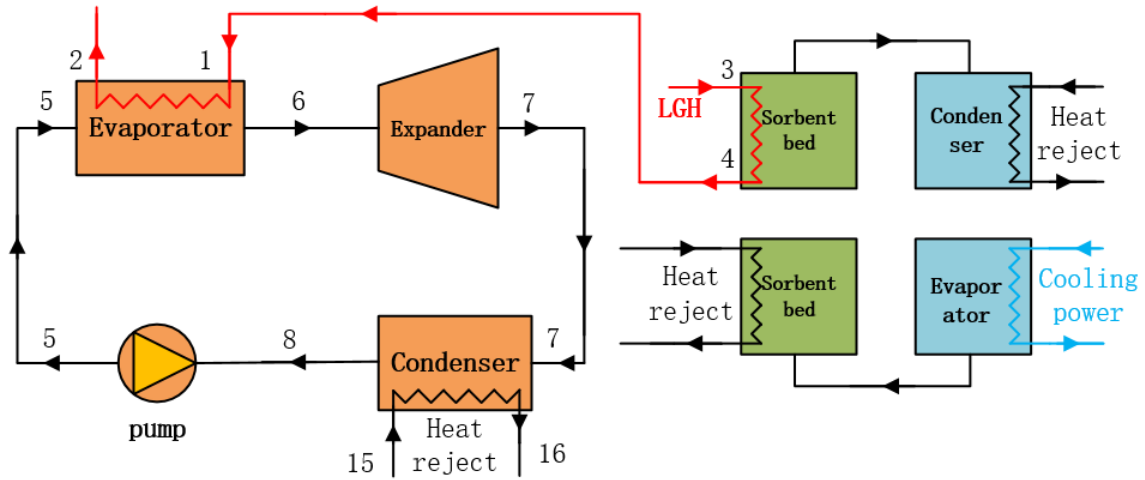 2
1
5
6
7
Evaporator
Expander
3
LGH
4
Sorbent
bed
Conden
ser
Heat
reject
Heat
reject
Sorbent
bed
Evapor
ator
Cooling
power
5
8
7
Condenser
pump
15
Heat
reject
16